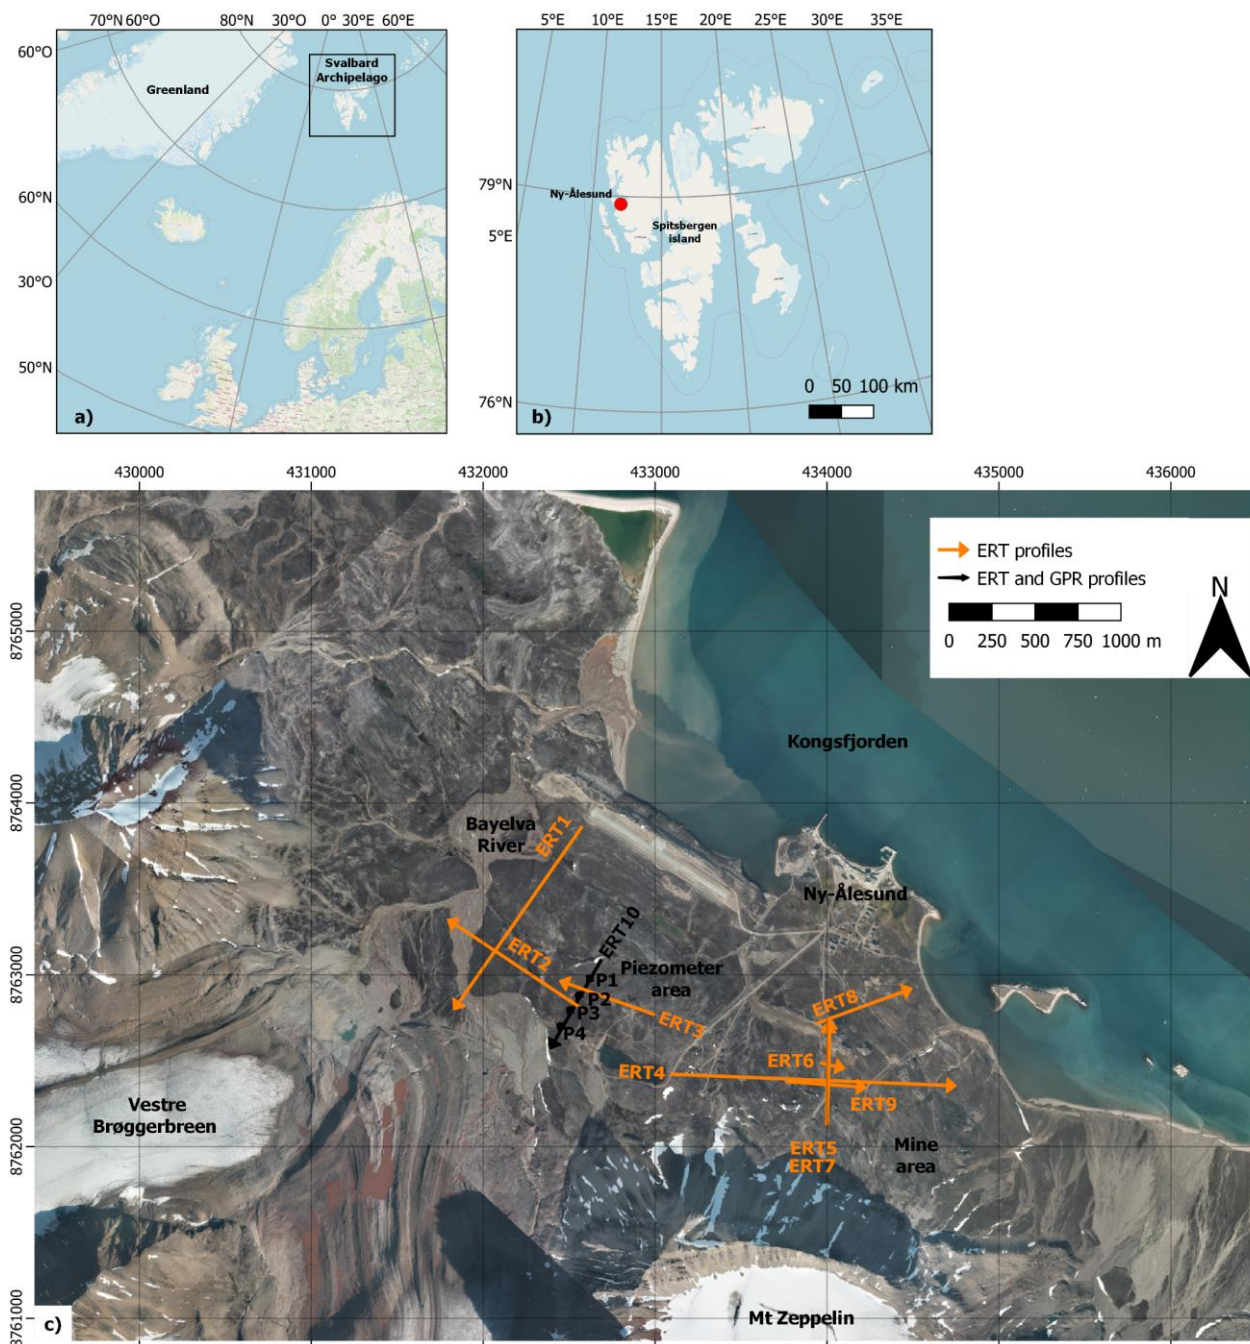 70°N 60°O
80°N
30°O
0°
30°E
60°E
60°O
60°N
30°O
50°N
Svalbard
Archipelago
Greenland
a)
5°E
10°E
15°E
20°E
25°E
30°E
35°E
79°N
5°E
76°N
Ny-Ålesund
Spitsbergen
island
0 50 100 km
b)
430000
431000
432000
433000
434000
435000
436000
8765000
8764000
8763000
8762000
8761000
ERT profiles
ERT and GPR profiles
0 250 500 750 1000 m
N
Kongsfjorden
Bayelva
River
ERT1
Ny-Ålesund
ERT10
ERT2
Piezometer
area
P1
P2
P3
P4
ERT3
ERT8
ERT6
ERT4
ERT9
Vestre
Brøggerbreen
ERT5
ERT7
Mine
area
Mt Zeppelin
c)